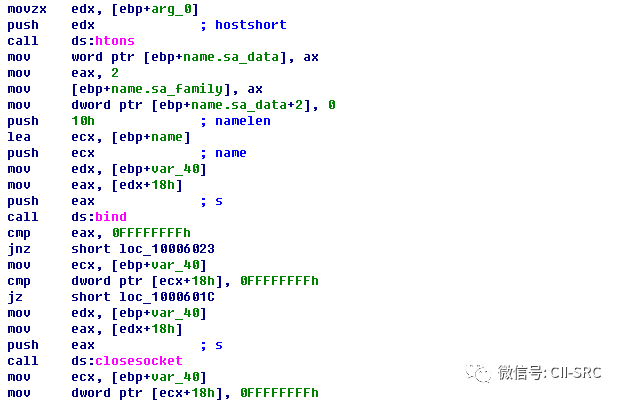 movzx edx, [ebp+arg_0]
push edx ; hostshort
call ds:htons
mov word ptr [ebp+name.sa_data], ax
mov eax, 2
mov [ebp+name.sa_family], ax
mov dword ptr [ebp+name.sa_data+2], 0
push 10h ; namelen
lea ecx, [ebp+name]
push ecx ; name
mov edx, [ebp+var_40]
mov eax, [edx+18h]
push eax ; s
call ds:bind
cmp eax, 0FFFFFFFFh
jnz short loc_10006023
mov ecx, [ebp+var_40]
cmp dword ptr [ecx+18h], 0FFFFFFFFh
jz short loc_1000601C
mov edx, [ebp+var_40]
mov eax, [edx+18h]
push eax ; s
call ds:closesocket
mov ecx, [ebp+var_40]
mov dword ptr [ecx+18h], 0FFFFFFFFh
微信号: CII-SRC